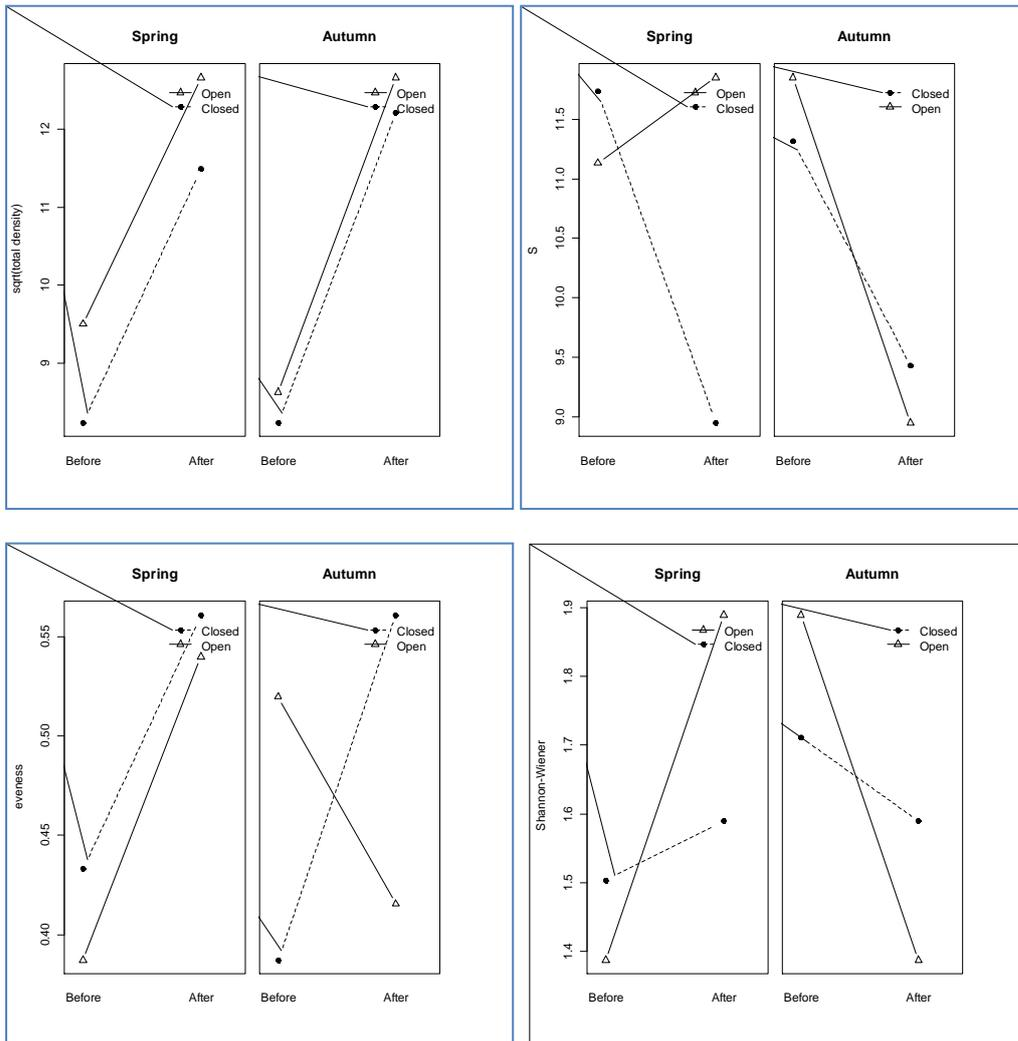 Spring Autumn
Open
Closed
Open
Closed
sqrt(total density)
12
11
10
9
Before After Before After
Spring Autumn
Open
Closed
Closed
Open
S
11.5
11.0
10.5
10.0
9.5
9.0
Before After Before After
Spring Autumn
Closed
Open
Closed
Open
eveness
0.55
0.50
0.45
0.40
Before After Before After
Spring Autumn
Open
Closed
Closed
Open
Shannon-Wiener
1.9
1.8
1.7
1.6
1.5
1.4
Before After Before After